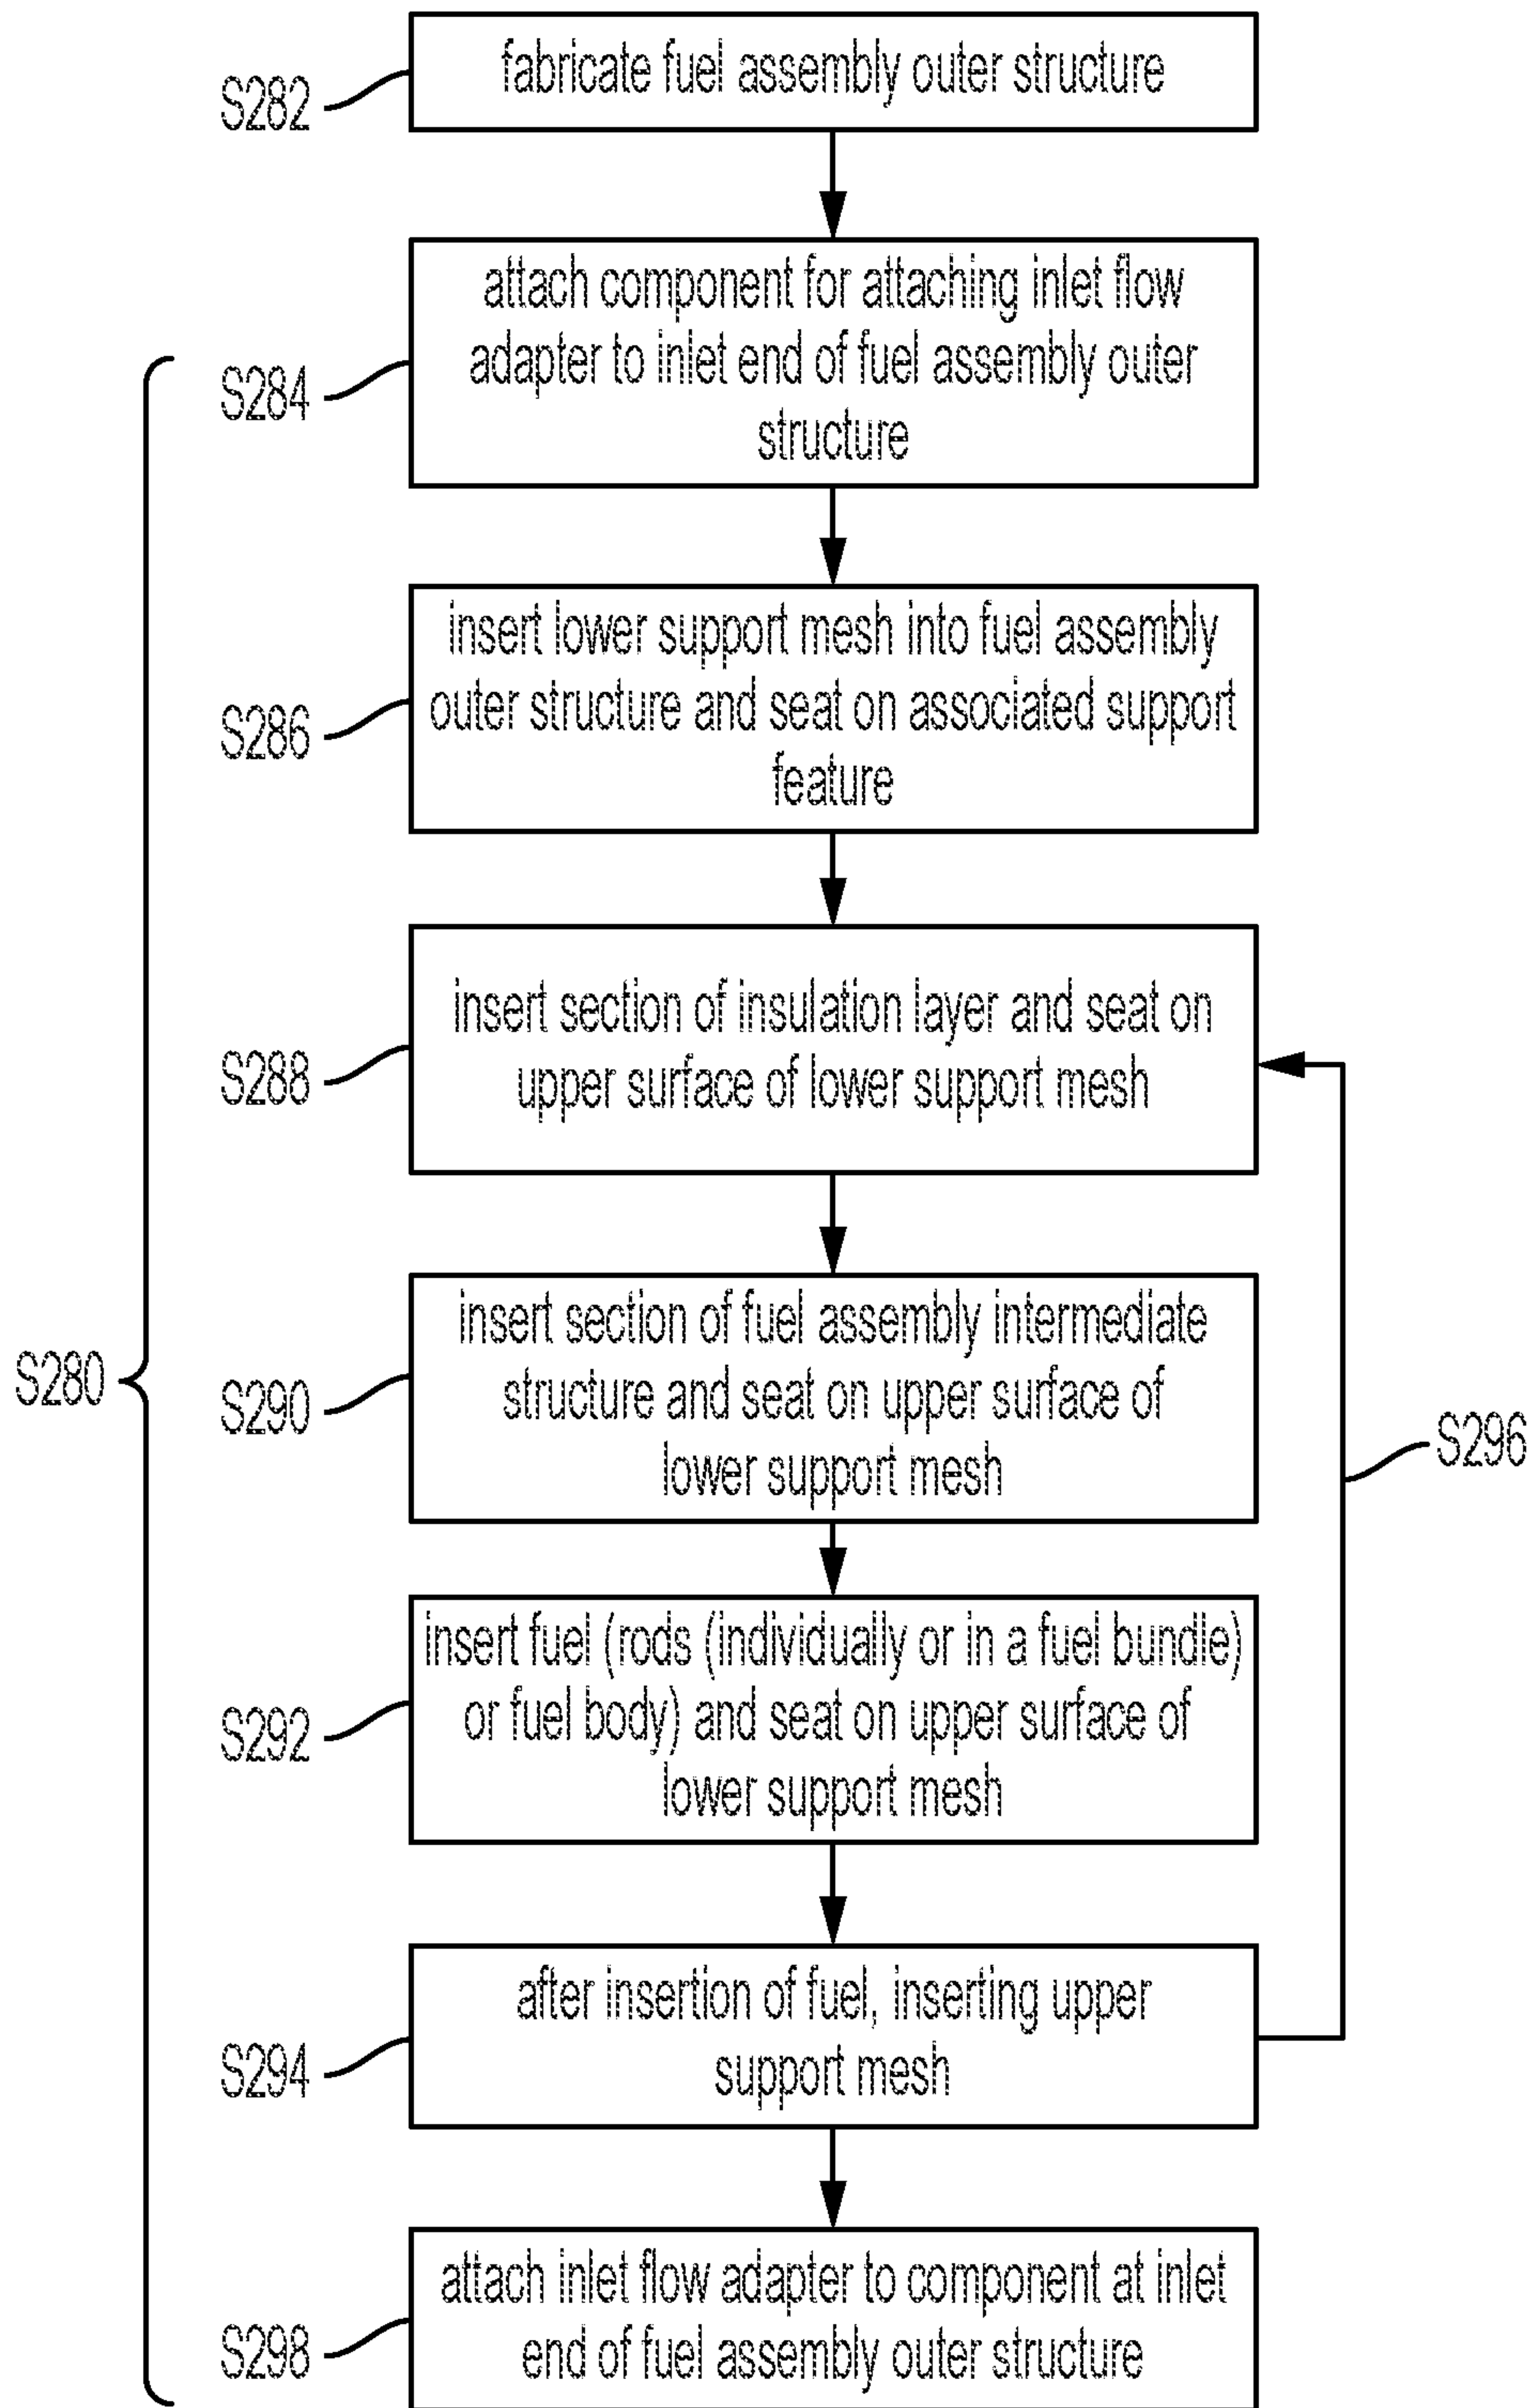 S282
fabricate fuel assembly outer structure
S284
attach component for attaching inlet flow
adapter to inlet end of fuel assembly outer
structure
S286
insert lower support mesh into fuel assembly
outer structure and seat on associated support
feature
S288
insert section of insulation layer and seat on
upper surface of lower support mesh
S280
S290
insert section of fuel assembly intermediate
structure and seat on upper surface of
lower support mesh
S296
S292
insert fuel (rods (individually or in a fuel bundle)
or fuel body) and seat on upper surface of
lower support mesh
S294
after insertion of fuel, inserting upper
support mesh
S298
attach inlet flow adapter to component at inlet
end of fuel assembly outer structure